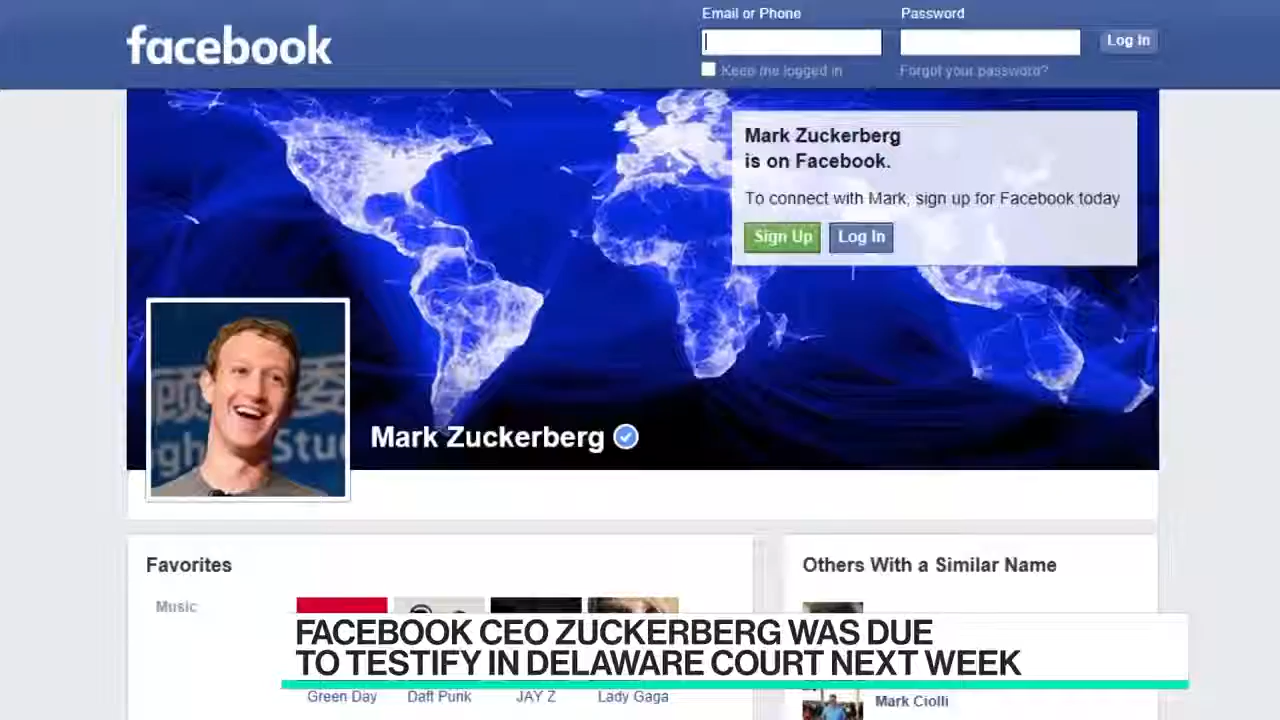 facebook
Email or Phone
Password
Log In
Keep me logged in
Forgot your password?
Mark Zuckerberg
is on Facebook.
To connect with Mark, sign up for Facebook today
Sign Up
Log In
顾
委
Stu
Mark Zuckerberg
Favorites
Others With a Similar Name
Music
FACEBOOK CEO ZUCKERBERG WAS DUE
TO TESTIFY IN DELAWARE COURT NEXT WEEK
Green Day
Daft Punk
JAY Z
Lady Gaga
Mark Ciolli